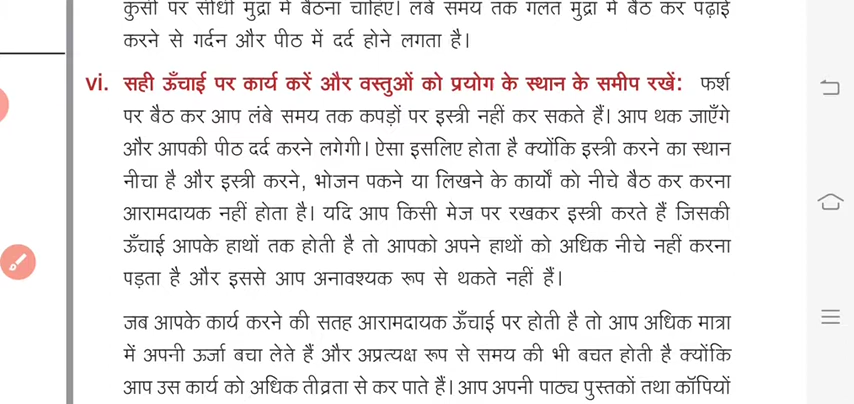 कुर्सी पर सीधी मुद्रा में बैठना चाहिए। लंबे समय तक गलत मुद्रा में बैठ कर पढ़ाई
करने से गर्दन और पीठ में दर्द होने लगता है।
vi. सही ऊँचाई पर कार्य करें और वस्तुओं को प्रयोग के स्थान के समीप रखें: फर्श
पर बैठ कर आप लंबे समय तक कपड़ों पर इस्त्री नहीं कर सकते हैं। आप थक जाएँगे
और आपकी पीठ दर्द करने लगेगी। ऐसा इसलिए होता है क्योंकि इस्त्री करने का स्थान
नीचा है और इस्त्री करने, भोजन पकने या लिखने के कार्यों को नीचे बैठ कर करना
आरामदायक नहीं होता है। यदि आप किसी मेज पर रखकर इस्त्री करते हैं जिसकी
ऊँचाई आपके हाथों तक होती है तो आपको अपने हाथों को अधिक नीचे नहीं करना
पड़ता है और इससे आप अनावश्यक रूप से थकते नहीं हैं।
जब आपके कार्य करने की सतह आरामदायक ऊँचाई पर होती है तो आप अधिक मात्रा
में अपनी ऊर्जा बचा लेते हैं और अप्रत्यक्ष रूप से समय की भी बचत होती है क्योंकि
आप उस कार्य को अधिक तीव्रता से कर पाते हैं। आप अपनी पाठ्य पुस्तकों तथा कॉपियों